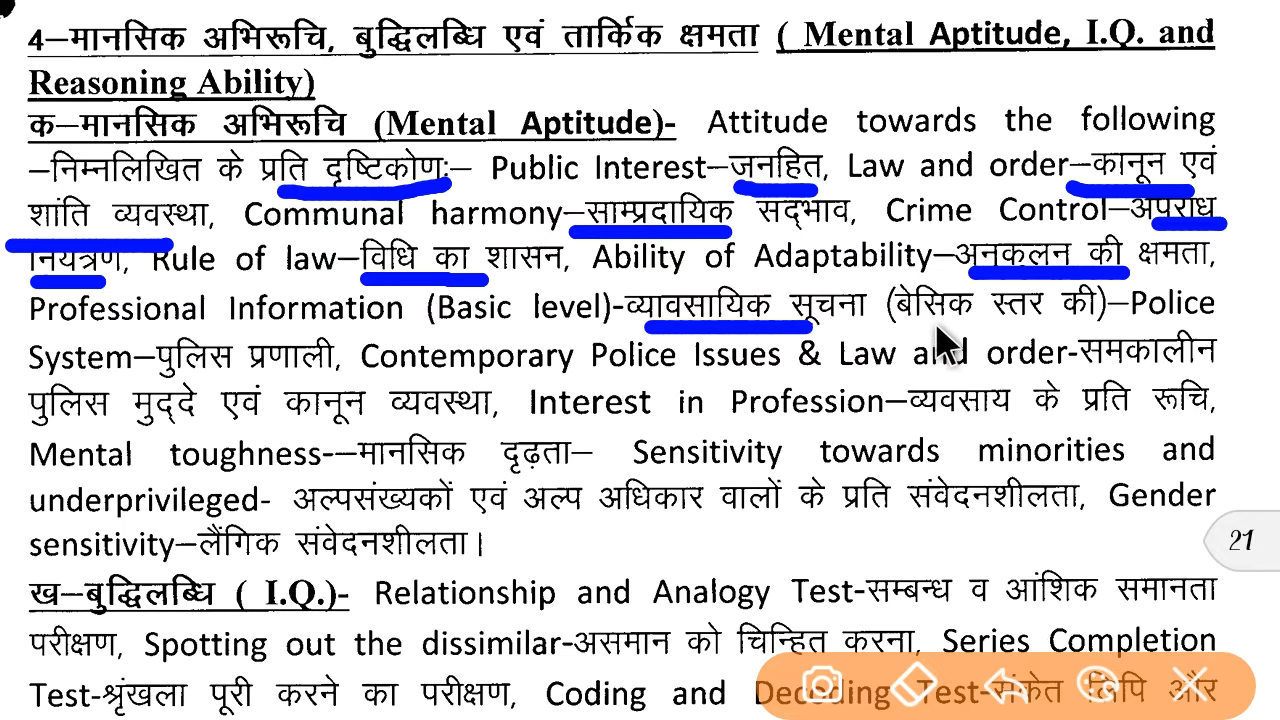 4–मानसिक अभिरूचि, बुद्धिलब्धि एवं तार्किक क्षमता ( Mental Aptitude, I.Q. and
Reasoning Ability)
क–मानसिक अभिरूचि (Mental Aptitude)- Attitude towards the following
–निम्नलिखित के प्रति दृष्टिकोणः– Public Interest–जनहित, Law and order–कानून एवं
शांति व्यवस्था, Communal harmony–साम्प्रदायिक सद्भाव, Crime Control–अपराध
नियंत्रण, Rule of law–विधि का शासन, Ability of Adaptability–अनुकलन की क्षमता,
Professional Information (Basic level)-व्यावसायिक सूचना (बेसिक स्तर की)–Police
System–पुलिस प्रणाली, Contemporary Police Issues & Law and order-समकालीन
पुलिस मुद्दे एवं कानून व्यवस्था, Interest in Profession–व्यवसाय के प्रति रूचि,
Mental toughness-–मानसिक दृढ़ता– Sensitivity towards minorities and
underprivileged- अल्पसंख्यकों एवं अल्प अधिकार वालों के प्रति संवेदनशीलता, Gender
sensitivity–लैंगिक संवेदनशीलता।
21
ख–बुद्धिलब्धि ( I.Q.)- Relationship and Analogy Test-सम्बन्ध व आंशिक समानता
परीक्षण, Spotting out the dissimilar-असमान को चिन्हित करना, Series Completion
Test-श्रृंखला पूरी करने का परीक्षण, Coding and Decoding Test-संकेत लिपि और